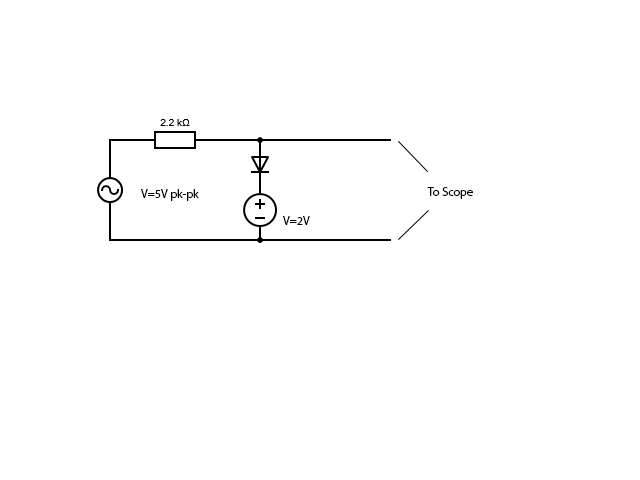 2.2 kΩ
V=5V pk-pk
To Scope
V=2V